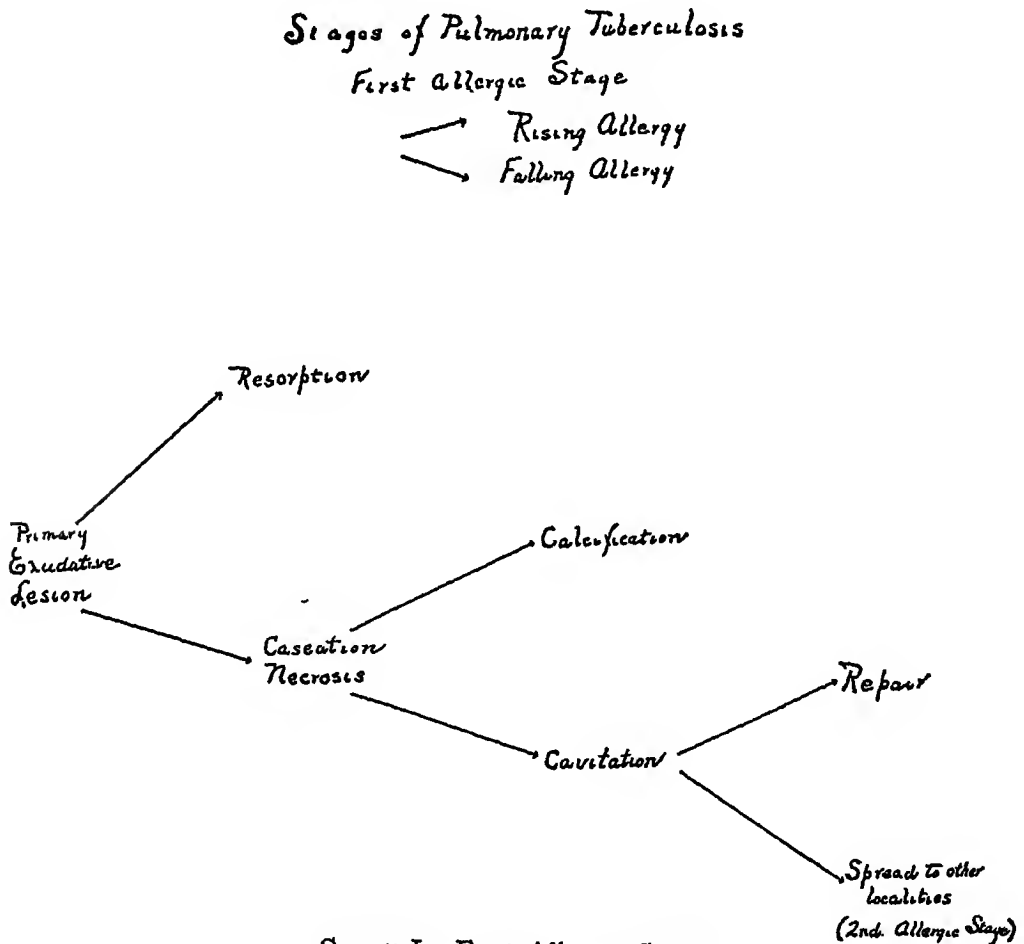 Stages of Pulmonary Tuberculosis
First Allergic Stage
Rising Allergy
Falling Allergy
Resorption
Primary
Exudative
Lesion
Calcification
Caseation
Necrosis
Repair
Cavitation
Spread to other
localities
(2nd. Allergic Stage)